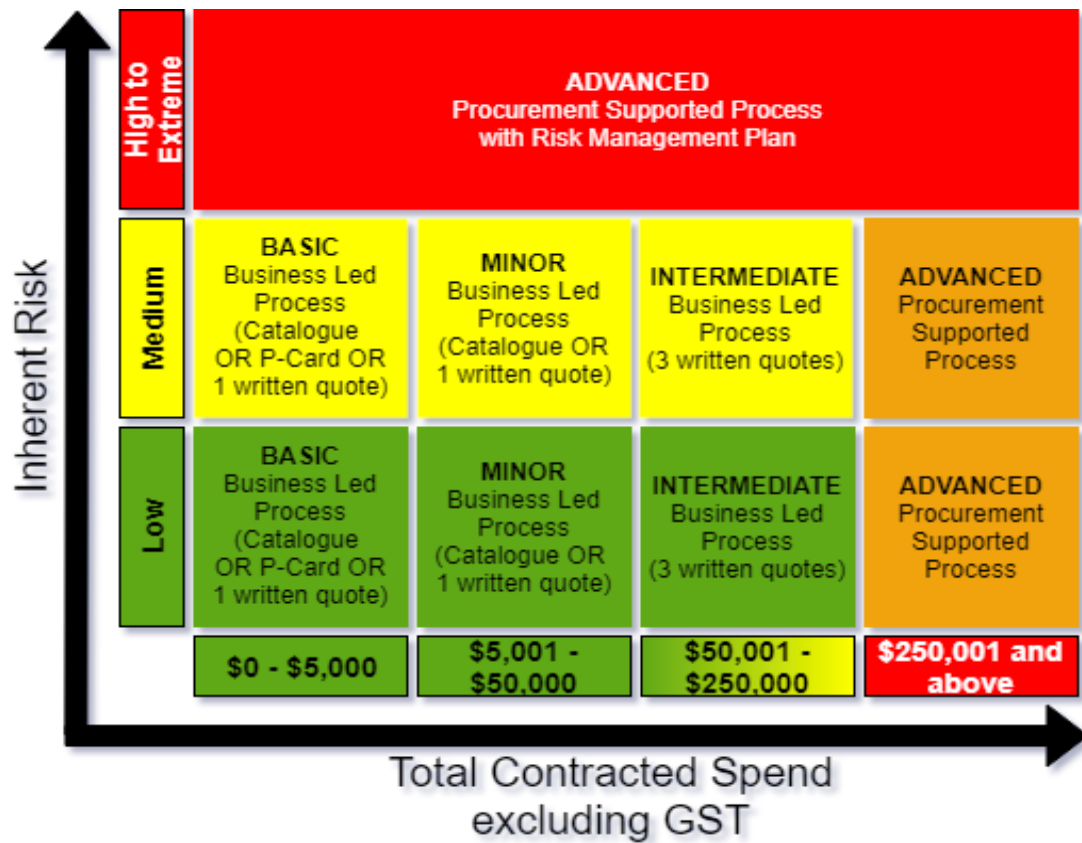 HIgh to
Extreme
ADVANCED
Procurement Supported Process
with Risk Management Plan
Inherent Risk
Medium
BASIC
Business Led
Process
(Catalogue
OR P-Card OR
1 written quote)
MINOR
Business Led
Process
(Catalogue OR
1 written quote)
INTERMEDIATE
Business Led
Process
(3 written quotes)
ADVANCED
Procurement
Supported
Process
Low
BASIC
Business Led
Process
(Catalogue
OR P-Card OR
1 written quote)
MINOR
Business Led
Process
(Catalogue OR
1 written quote)
INTERMEDIATE
Business Led
Process
(3 written quotes)
ADVANCED
Procurement
Supported
Process
$0 - $5,000
$5,001 -
$50,000
$50,001 -
$250,000
$250,001 and
above
Total Contracted Spend
excluding GST